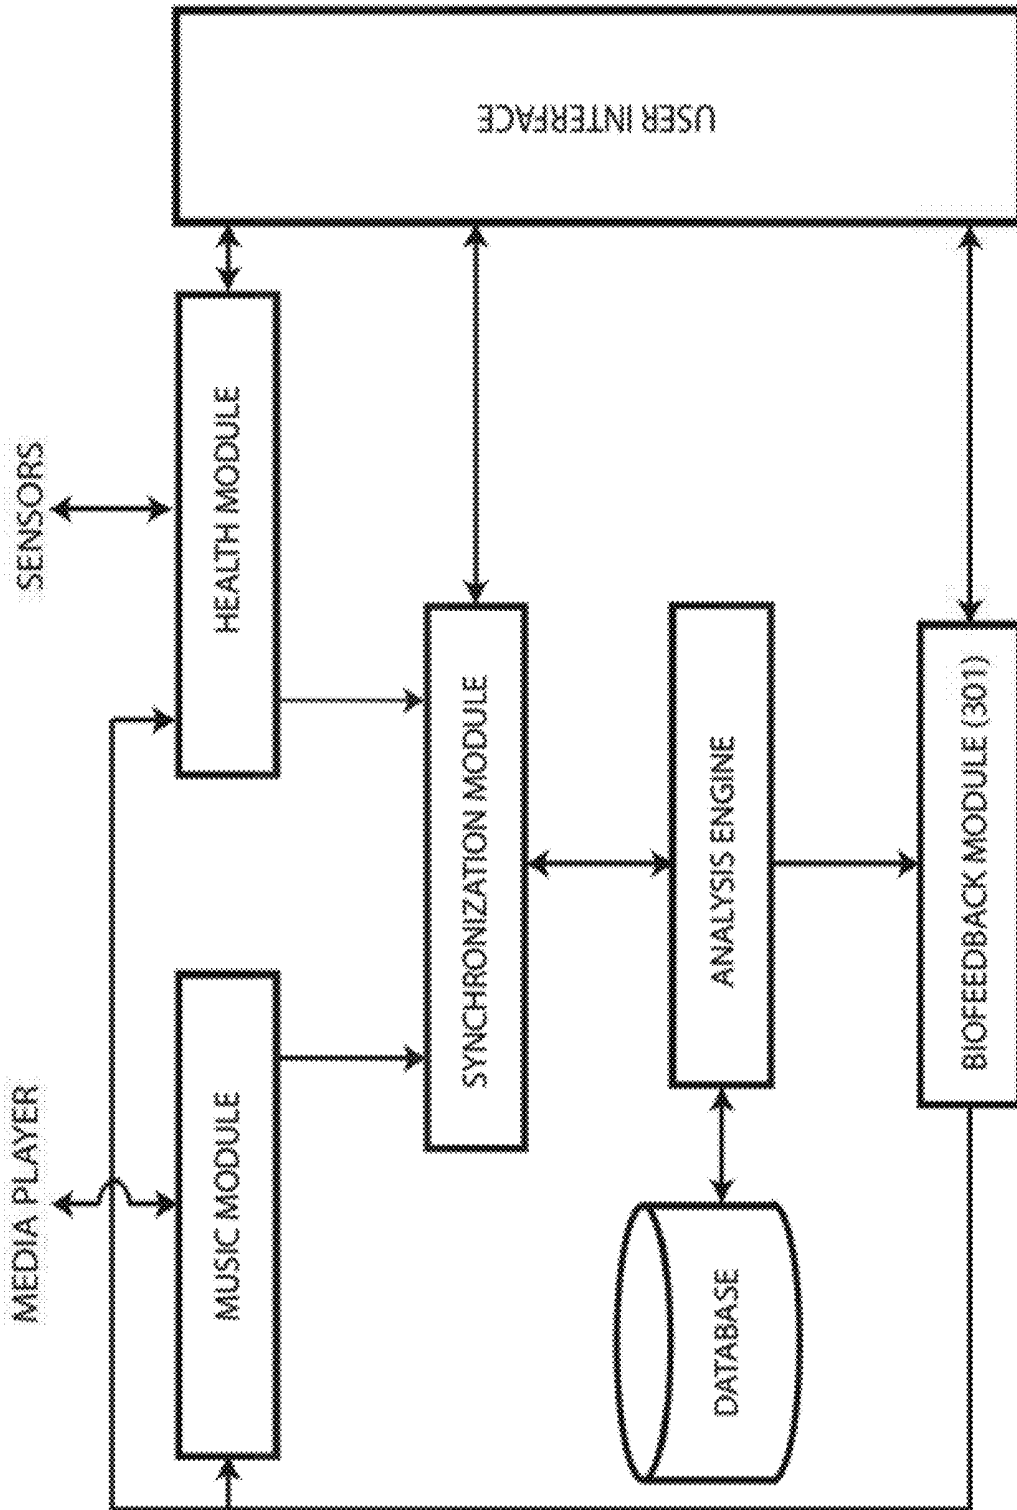 MEDIA PLAYER
SENSORS
MUSIC MODULE
HEALTH MODULE
SYNCHRONIZATION MODULE
DATABASE
ANALYSIS ENGINE
BIOFEEDBACK MODULE (301)
USER INTERFACE